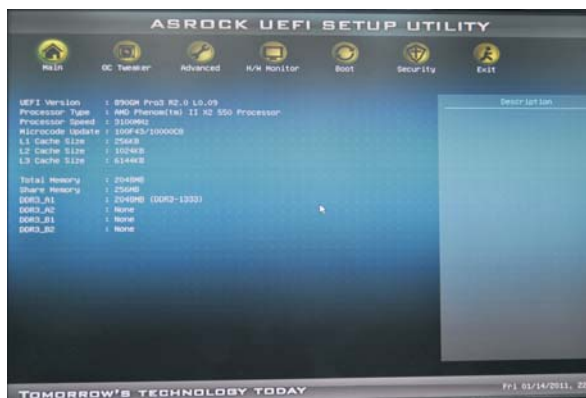 ASROCK UEFI SETUP UTILITY
Main OC Tweaker Advanced H/W Monitor Boot Security Exit
Description
UEFI Version : 890GM Pro3 R2.0 L0.09
Processor Type : AMD Phenom(tm) II X2 550 Processor
Processor Speed : 3100MHz
Microcode Update : 100F43/10000C8
L1 Cache Size : 256KB
L2 Cache Size : 1024KB
L3 Cache Size : 6144KB
Total Memory : 2048MB
Share Memory : 256MB
DDR3_A1 : 2048MB (DDR3-1333)
DDR3_A2 : None
DDR3_B1 : None
DDR3_B2 : None
TOMORROW'S TECHNOLOGY TODAY
Fri 01/14/2011, 22